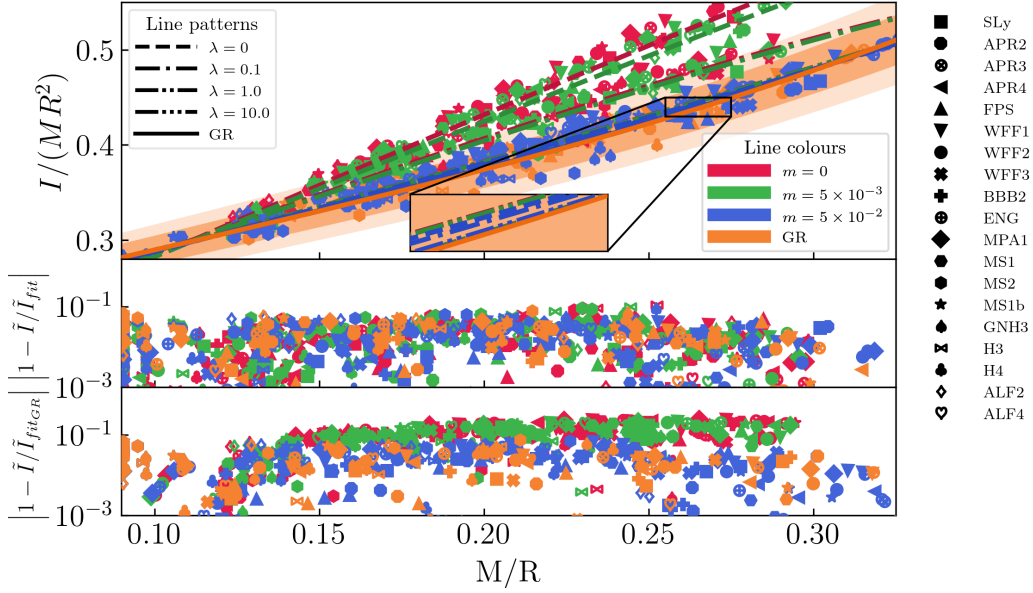 Line patterns
λ = 0
λ = 0.1
λ = 1.0
λ = 10.0
GR
I/(MR²)
0.5
0.4
0.3
Line colours
m = 0
m = 5 × 10⁻³
m = 5 × 10⁻²
GR
|1 − Ĩ/Ĩ_fit|
10⁻¹
10⁻³
|1 − Ĩ/Ĩ_fit_GR|
10⁻¹
10⁻³
0.10 0.15 0.20 0.25 0.30
M/R
SLy
APR2
APR3
APR4
FPS
WFF1
WFF2
WFF3
BBB2
ENG
MPA1
MS1
MS2
MS1b
GNH3
H3
H4
ALF2
ALF4